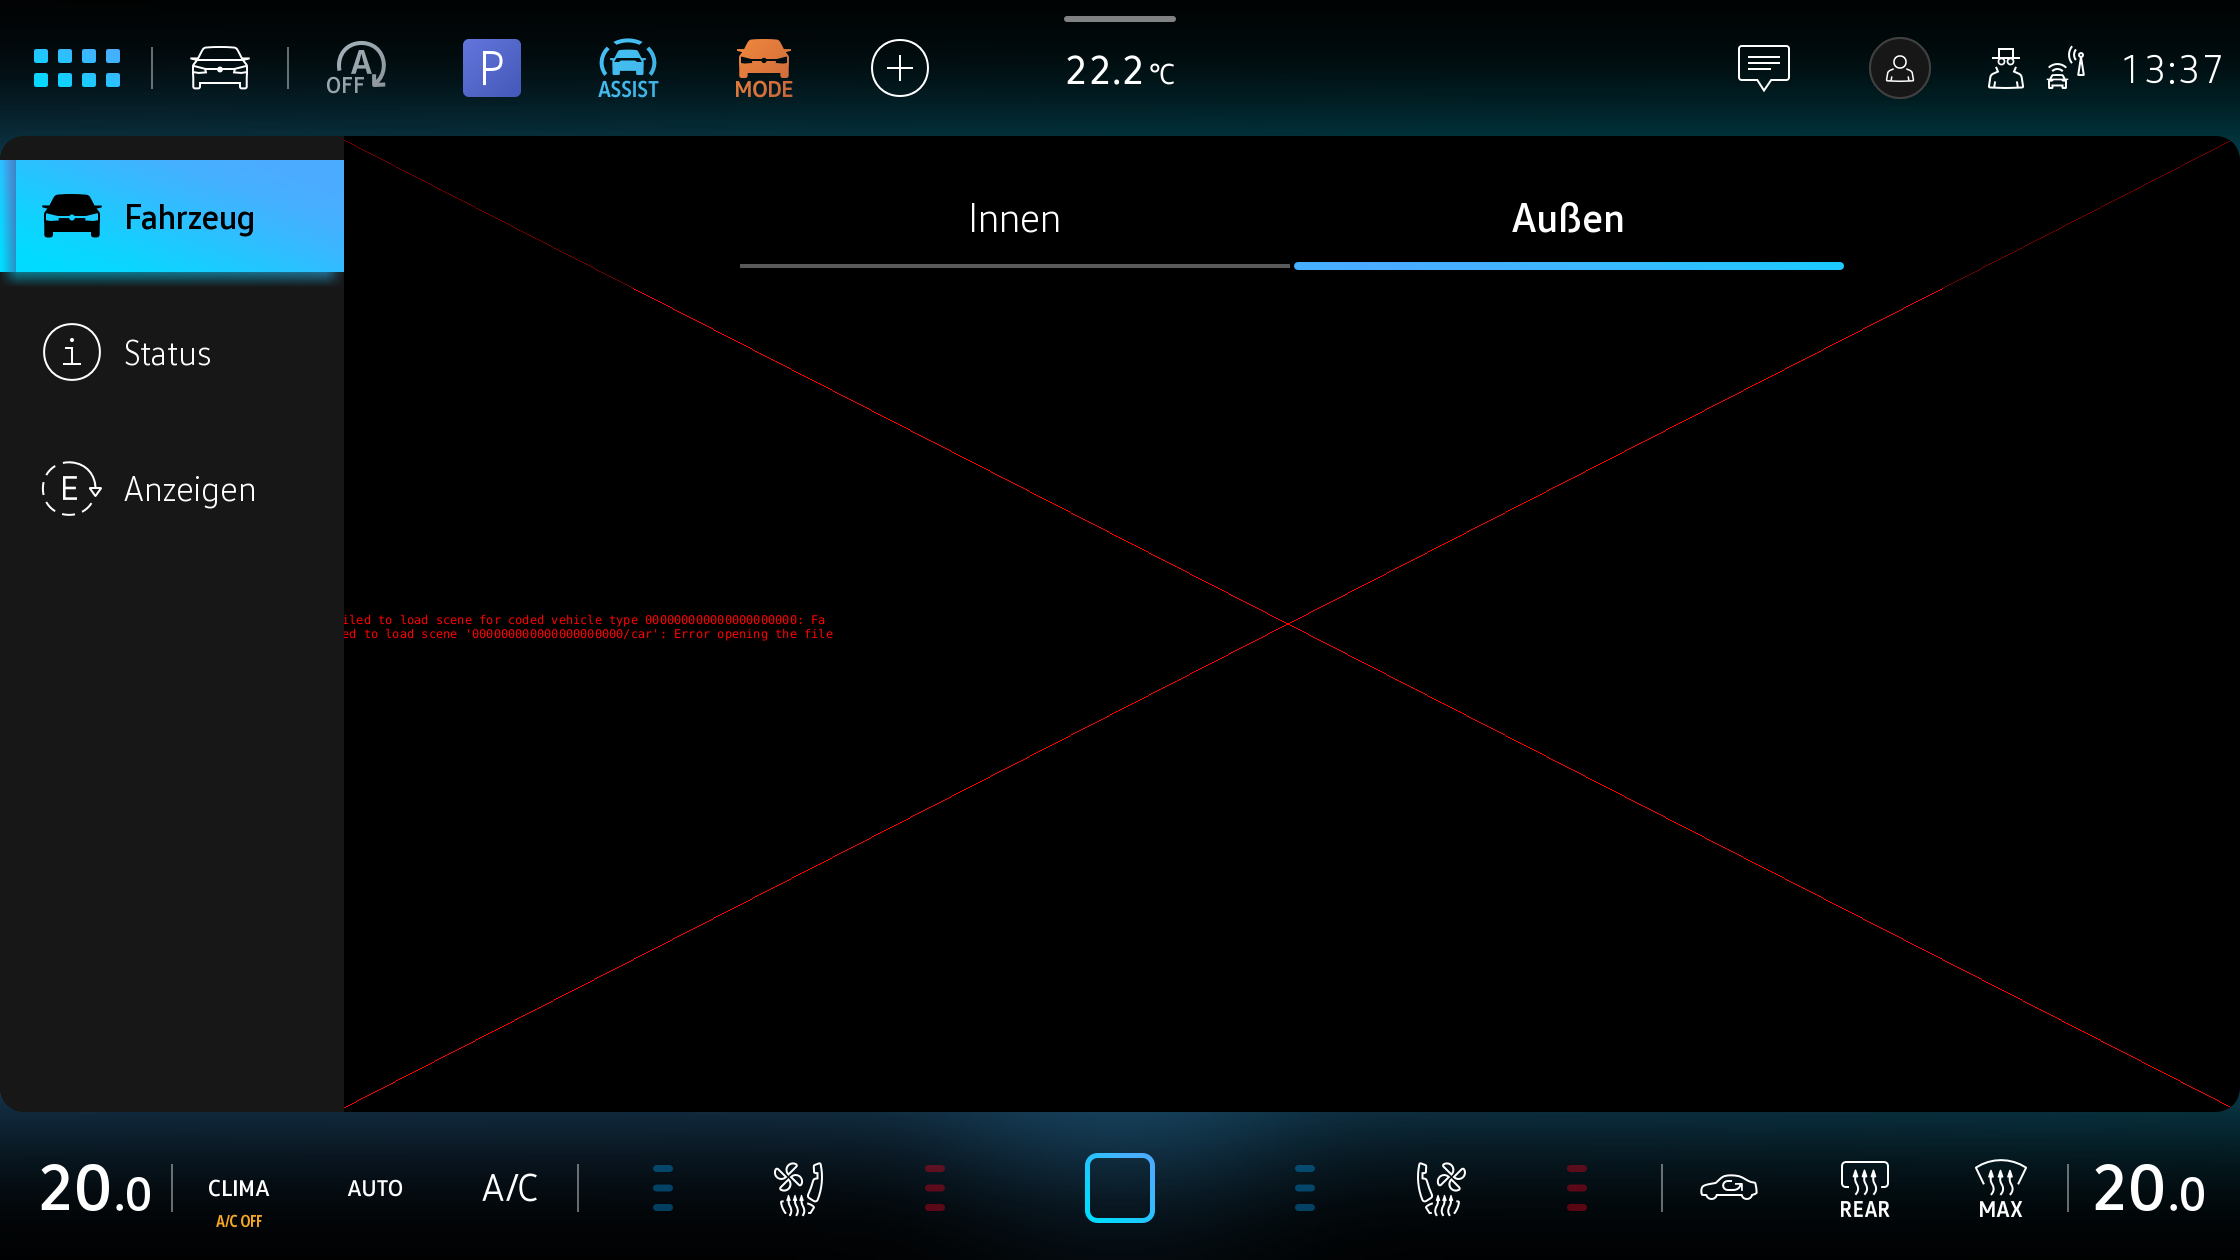 A
OFF
P
ASSIST
MODE
22.2 °C
13:37
Fahrzeug
Innen
Außen
i Status
E Anzeigen
iled to load scene for coded vehicle type 000000000000000000000: Fa
ed to load scene '000000000000000000000/car': Error opening the file
20.0
CLIMA
A/C OFF
AUTO
A/C
REAR
MAX
20.0